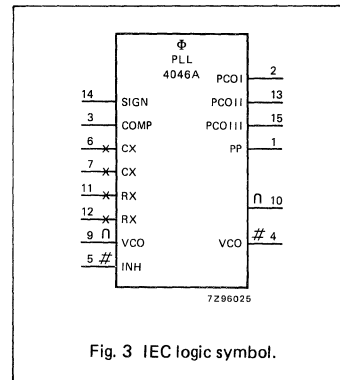 Φ
PLL
4046A
2
PCOI
14
SIGN
13
PCOII
3
COMP
15
PCOIII
6
CX
1
PP
7
CX
11
RX
∩
10
12
RX
9 ∩
VCO
VCO
# 4
5 #
INH
7Z96025
Fig. 3 IEC logic symbol.